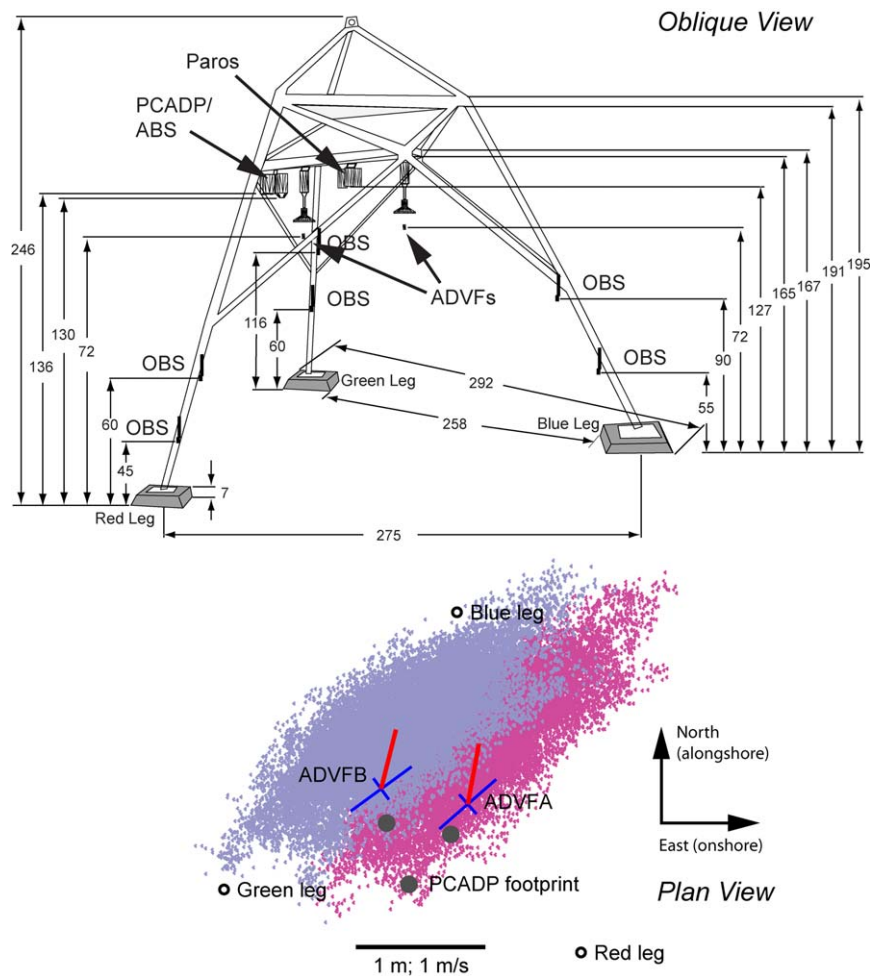 Oblique View
Paros
PCADP/
ABS
246
136
130
72
OBS
OBS
ADVFs
116
60
OBS
OBS
60
45
7
Red Leg
Green Leg
292
258
Blue Leg
OBS
55
90
72
127
165
167
191
195
275
Blue leg
ADVFB
ADVFA
North
(alongshore)
East (onshore)
Green leg
PCADP footprint
Plan View
Red leg
1 m; 1 m/s